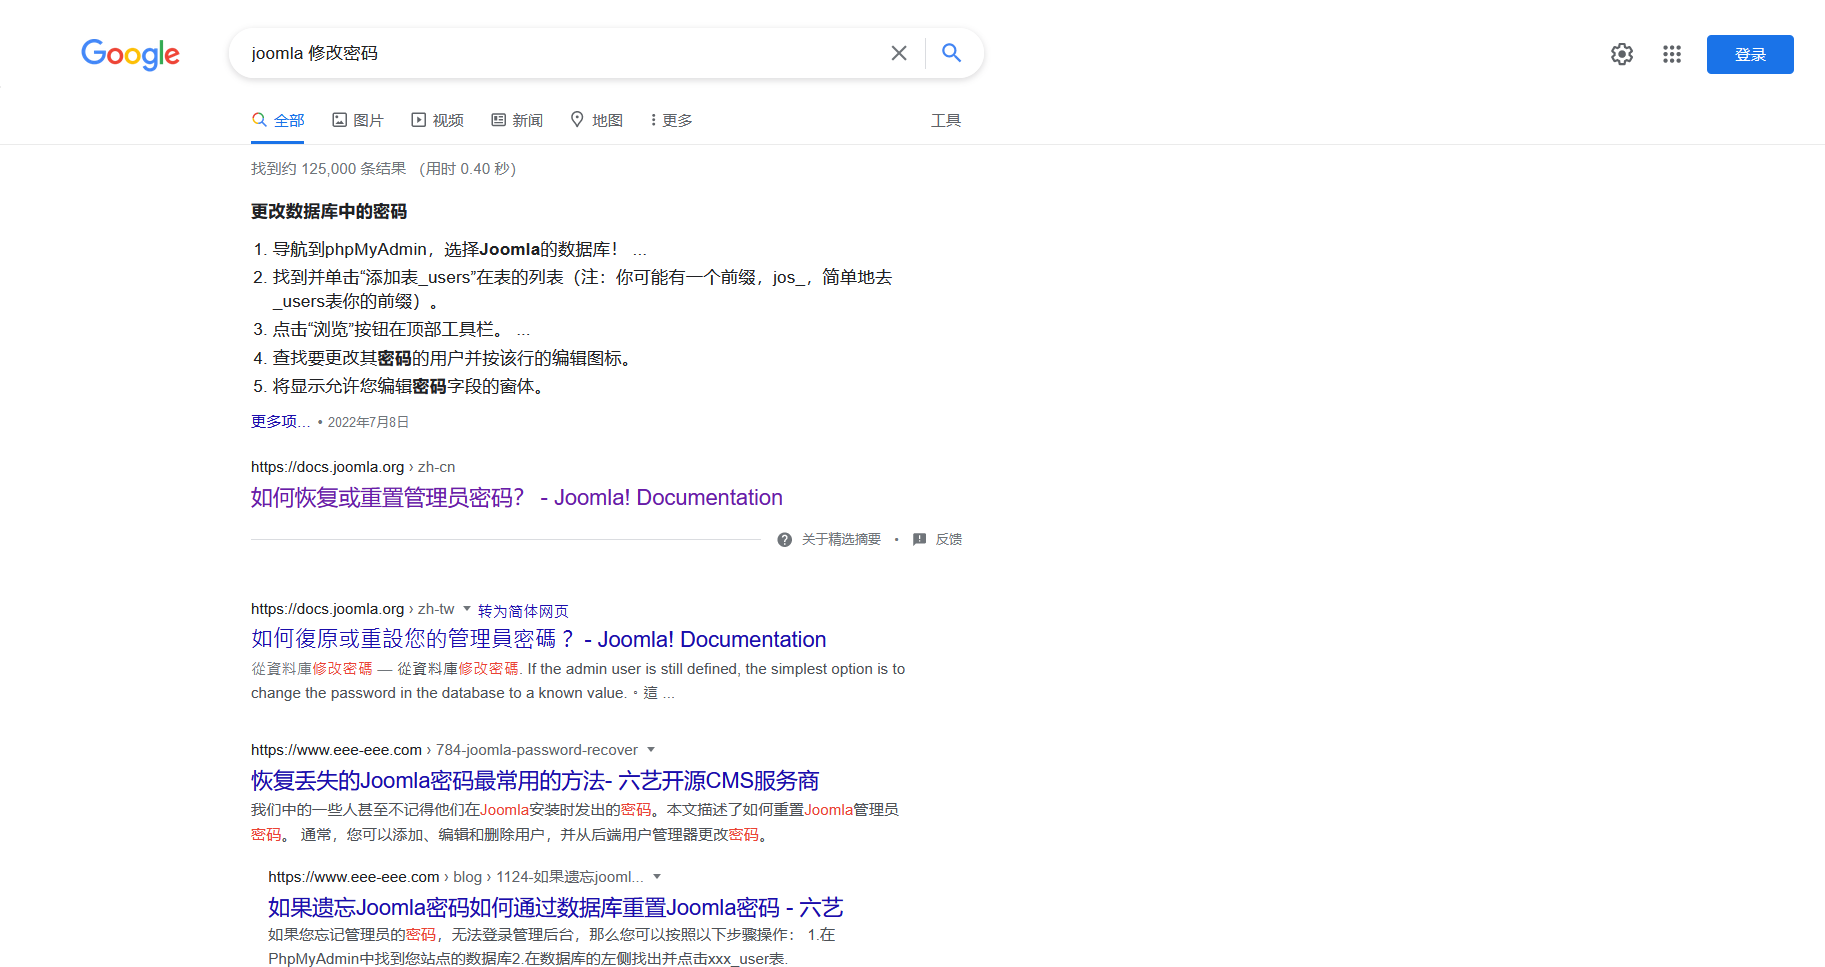 Google
joomla 修改密码
登录
全部 图片 视频 新闻 地图 更多 工具
找到约 125,000 条结果 （用时 0.40 秒）
更改数据库中的密码
1. 导航到phpMyAdmin，选择Joomla的数据库！ ...
2. 找到并单击“添加表_users”在表的列表（注：你可能有一个前缀，jos_，简单地去
_users表你的前缀）。
3. 点击“浏览”按钮在顶部工具栏。 ...
4. 查找要更改其密码的用户并按该行的编辑图标。
5. 将显示允许您编辑密码字段的窗体。
更多项... • 2022年7月8日
https://docs.joomla.org › zh-cn
如何恢复或重置管理员密码？ - Joomla! Documentation
关于精选摘要 • 反馈
https://docs.joomla.org › zh-tw 转为简体网页
如何復原或重設您的管理員密碼？ - Joomla! Documentation
從資料庫修改密碼 — 從資料庫修改密碼. If the admin user is still defined, the simplest option is to
change the password in the database to a known value.。這 ...
https://www.eee-eee.com › 784-joomla-password-recover
恢复丢失的Joomla密码最常用的方法- 六艺开源CMS服务商
我们中的一些人甚至不记得他们在Joomla安装时发出的密码。本文描述了如何重置Joomla管理员
密码。 通常，您可以添加、编辑和删除用户，并从后端用户管理器更改密码。
https://www.eee-eee.com › blog › 1124-如果遗忘jooml...
如果遗忘Joomla密码如何通过数据库重置Joomla密码 - 六艺
如果您忘记管理员的密码，无法登录管理后台，那么您可以按照以下步骤操作： 1.在
PhpMyAdmin中找到您站点的数据库2.在数据库的左侧找出并点击xxx_user表.